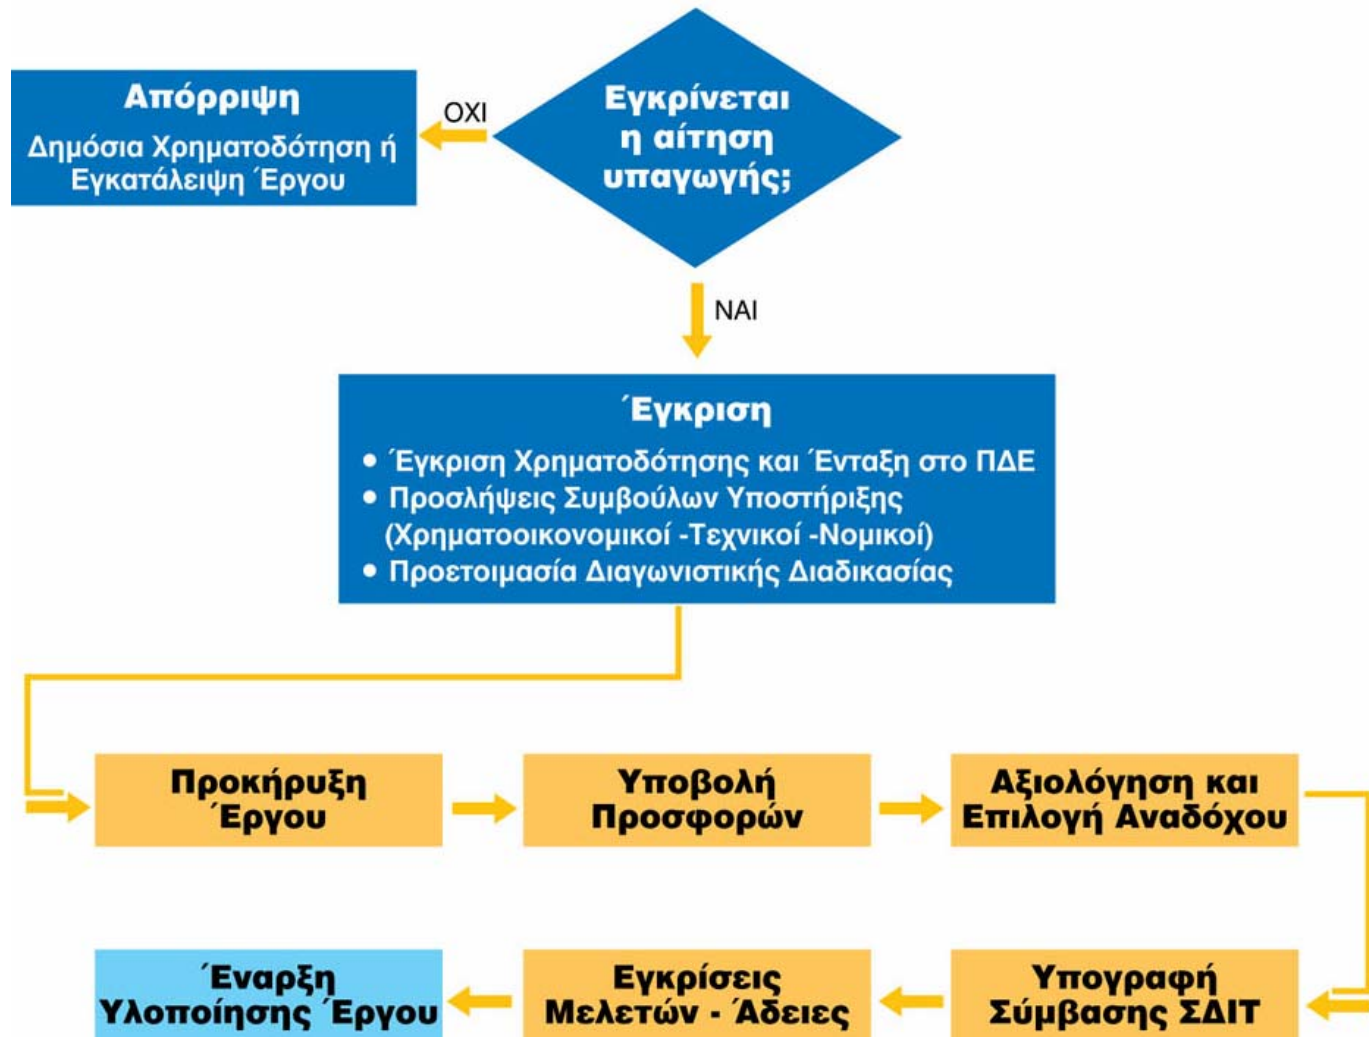 Εγκρίνεται
η αίτηση
υπαγωγής;
ΟΧΙ
Απόρριψη
Δημόσια Χρηματοδότηση ή
Εγκατάλειψη Έργου
ΝΑΙ
Έγκριση
• Έγκριση Χρηματοδότησης και Ένταξη στο ΠΔΕ
• Προσλήψεις Συμβούλων Υποστήριξης
(Χρηματοοικονομικοί -Τεχνικοί -Νομικοί)
• Προετοιμασία Διαγωνιστικής Διαδικασίας
Προκήρυξη
Έργου
Υποβολή
Προσφορών
Αξιολόγηση και
Επιλογή Αναδόχου
Υπογραφή
Σύμβασης ΣΔΙΤ
Εγκρίσεις
Μελετών - Άδειες
Έναρξη
Υλοποίησης Έργου